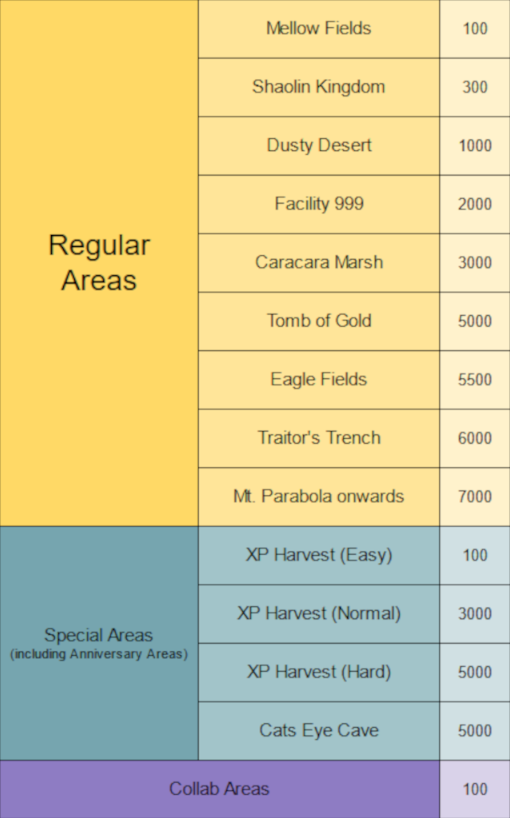 Regular
Areas
Mellow Fields 100
Shaolin Kingdom 300
Dusty Desert 1000
Facility 999 2000
Caracara Marsh 3000
Tomb of Gold 5000
Eagle Fields 5500
Traitor's Trench 6000
Mt. Parabola onwards 7000
Special Areas
(including Anniversary Areas)
XP Harvest (Easy) 100
XP Harvest (Normal) 3000
XP Harvest (Hard) 5000
Cats Eye Cave 5000
Collab Areas 100